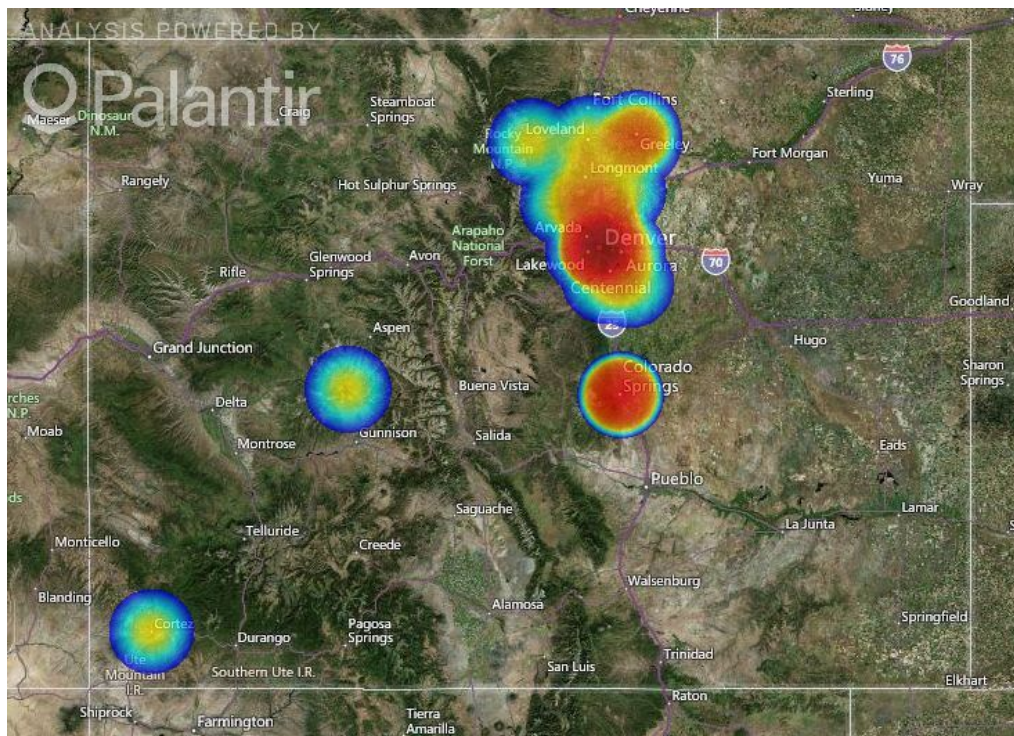 Cheyenne
Sidney
ANALYSIS POWERED BY
Palantir
76
Maeser
Dinosaur
N.M.
Craig
Steamboat
Springs
Fort Collins
Sterling
Rocky
Mountain
N.P.
Loveland
Greeley
Fort Morgan
Longmont
Rangely
Hot Sulphur Springs
Yuma
Wray
Arapaho
National
Forst
Arvada
Denver
Lakewood
Aurora
70
Centennial
Glenwood
Springs
Avon
Rifle
Goodland
25
Aspen
Hugo
Grand Junction
Colorado
Springs
Sharon
Springs
rches
N.P.
Delta
Buena Vista
Moab
Montrose
Gunnison
Salida
Eads
ds
Pueblo
Saguache
Lamar
La Junta
Telluride
Monticello
Creede
Walsenburg
Blanding
Alamosa
Springfield
Cortez
Durango
Pagosa
Springs
Ute
Mountain
I.R.
Southern Ute I.R.
San Luis
Trinidad
Elkhart
Raton
Shiprock
Farmington
Tierra
Amarilla